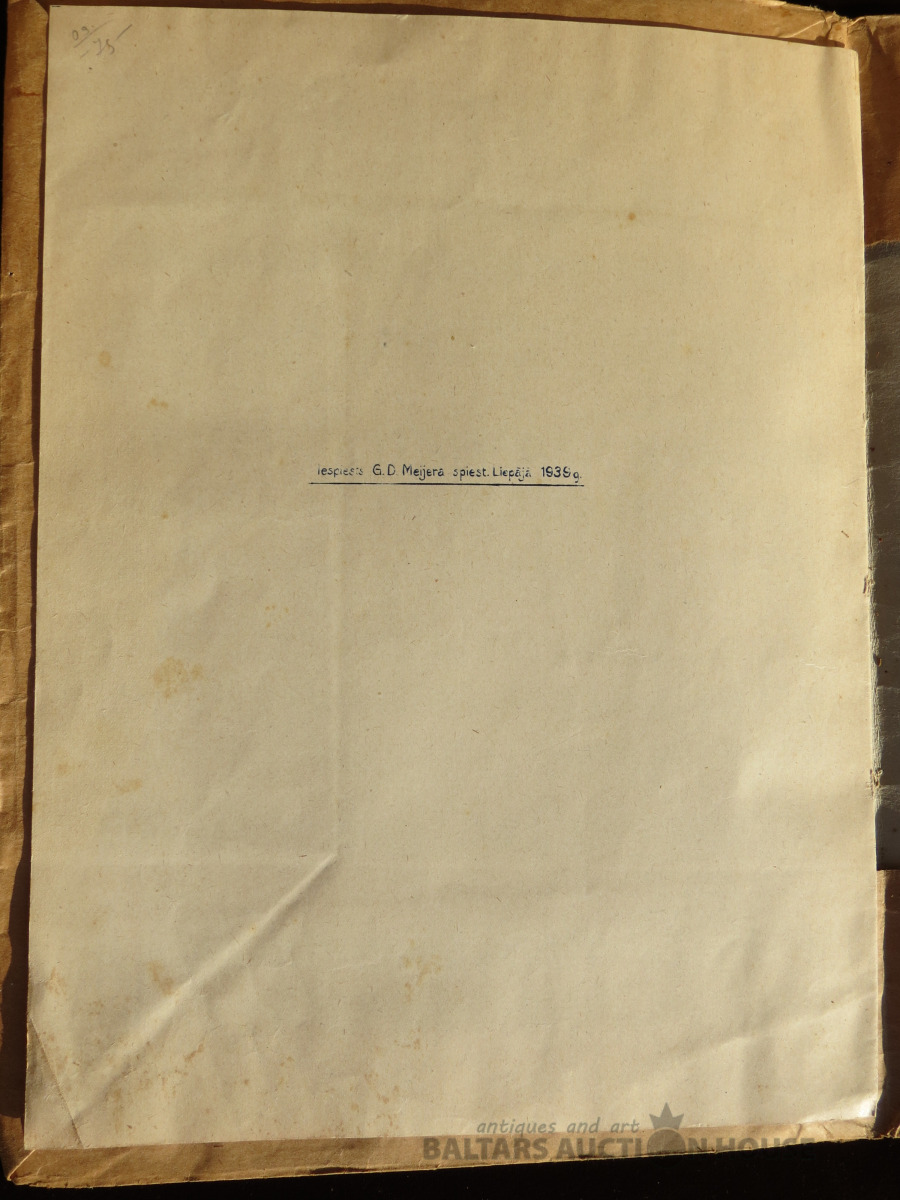 Iespiests G. D. Meijera spiest. Liepājā 1939 g.
antiques and art
BALTARS AUCTION HOUSE